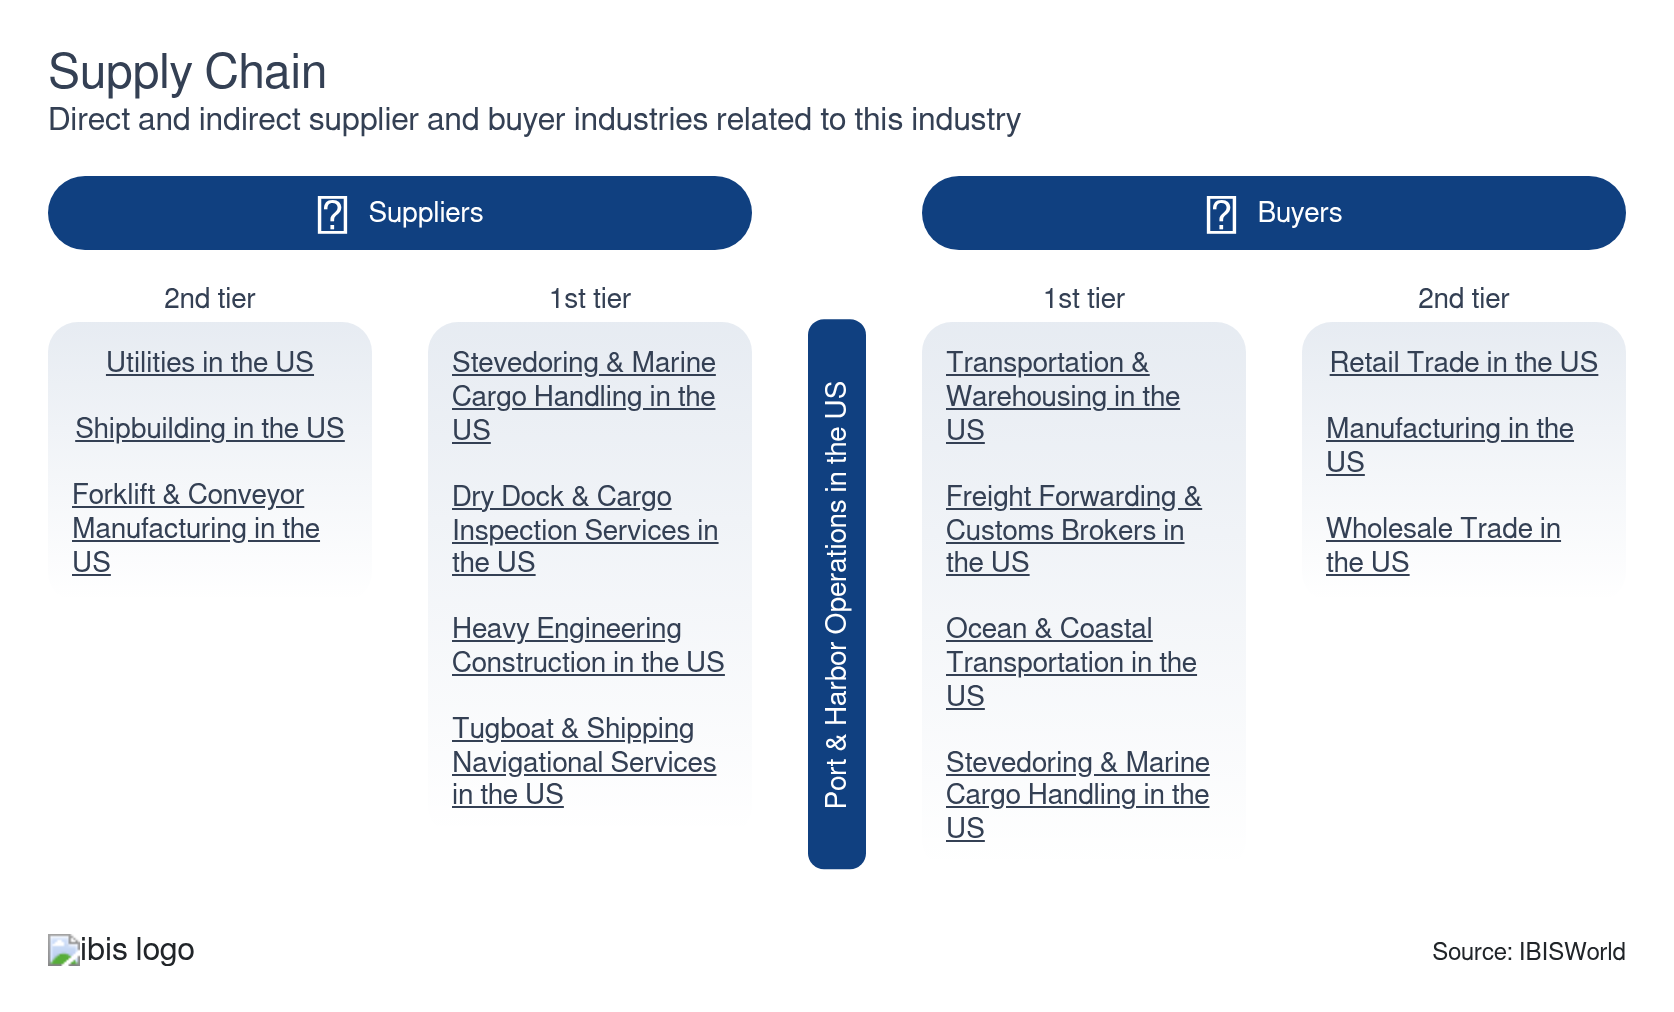 Supply Chain
Direct and indirect supplier and buyer industries related to this industry
Suppliers
2nd tier
Utilities in the US
Shipbuilding in the US
Forklift & Conveyor
Manufacturing in the
US
1st tier
Stevedoring & Marine
Cargo Handling in the
US
Dry Dock & Cargo
Inspection Services in
the US
Heavy Engineering
Construction in the US
Tugboat & Shipping
Navigational Services
in the US
Port & Harbor Operations in the US
Buyers
1st tier
Transportation &
Warehousing in the
US
Freight Forwarding &
Customs Brokers in
the US
Ocean & Coastal
Transportation in the
US
Stevedoring & Marine
Cargo Handling in the
US
2nd tier
Retail Trade in the US
Manufacturing in the
US
Wholesale Trade in
the US
ibis logo
Source: IBISWorld